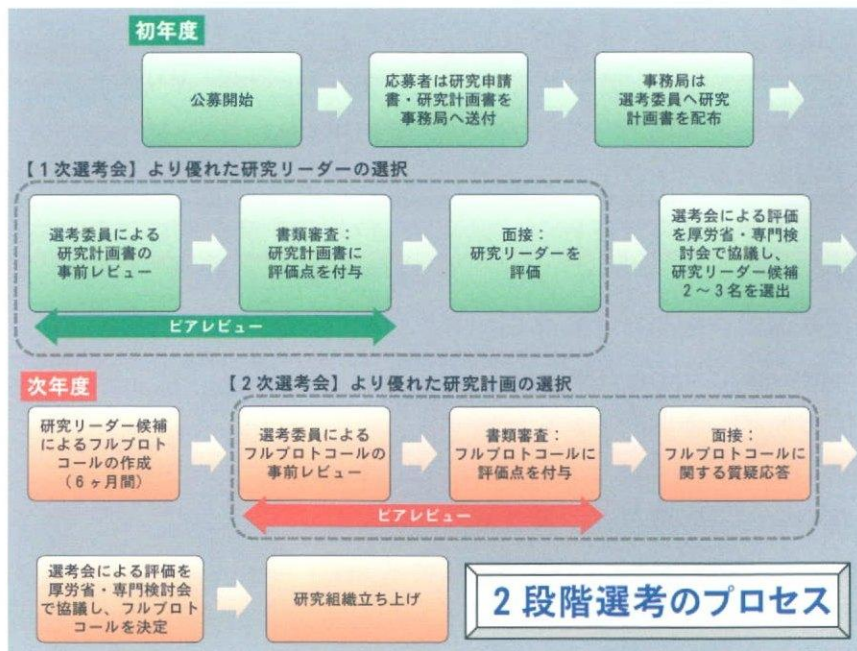 初年度
公募開始
応募者は研究申請
書・研究計画書を
事務局へ送付
事務局は
選考委員へ研究
計画書を配布
【1次選考会】より優れた研究リーダーの選択
選考委員による
研究計画書の
事前レビュー
書類審査：
研究計画書に
評価点を付与
面接：
研究リーダーを
評価
選考会による評価
を厚労省・専門検
討会で協議し、
研究リーダー候補
2～3名を選出
ピアレビュー
次年度
【2次選考会】より優れた研究計画の選択
研究リーダー候補
によるフルプロト
コールの作成
（6ヶ月間）
選考委員による
フルプロトコールの
事前レビュー
書類審査：
フルプロトコールに
評価点を付与
面接：
フルプロトコールに
関する質疑応答
ピアレビュー
選考会による評価を
厚労省・専門検討会
で協議し、フルプロト
コールを決定
研究組織立ち上げ
2段階選考のプロセス